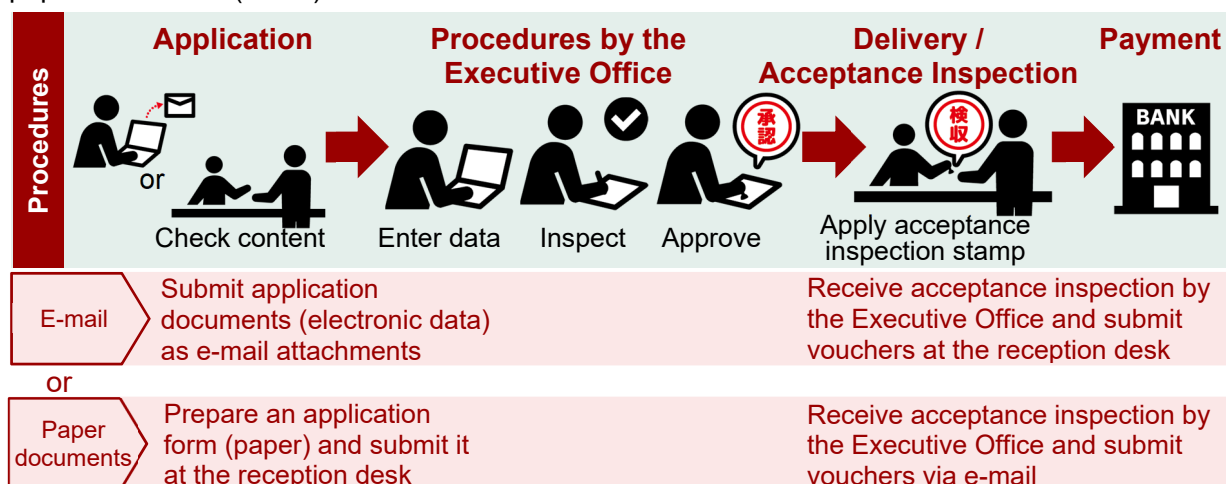 Application
Procedures by the
Executive Office
Delivery /
Acceptance Inspection
Payment
Procedures
or
Check content
Enter data
Inspect
Approve
承認
検収
Apply acceptance
inspection stamp
BANK
E-mail
Submit application
documents (electronic data)
as e-mail attachments
Receive acceptance inspection by
the Executive Office and submit
vouchers at the reception desk
or
Paper
documents
Prepare an application
form (paper) and submit it
at the reception desk
Receive acceptance inspection by
the Executive Office and submit
vouchers via e-mail